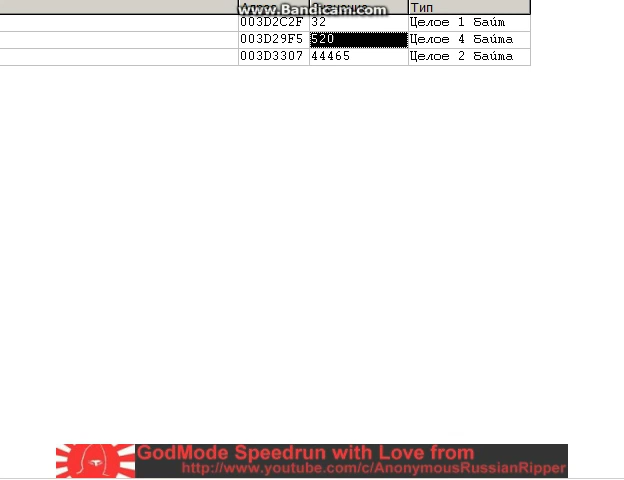 www.Bandicam.com Тип
003D2C2F 32 Целое 1 байт
003D29F5 520 Целое 4 байта
003D3307 44465 Целое 2 байта
GodMode Speedrun with Love from
http://www.youtube.com/c/AnonymousRussianRipper